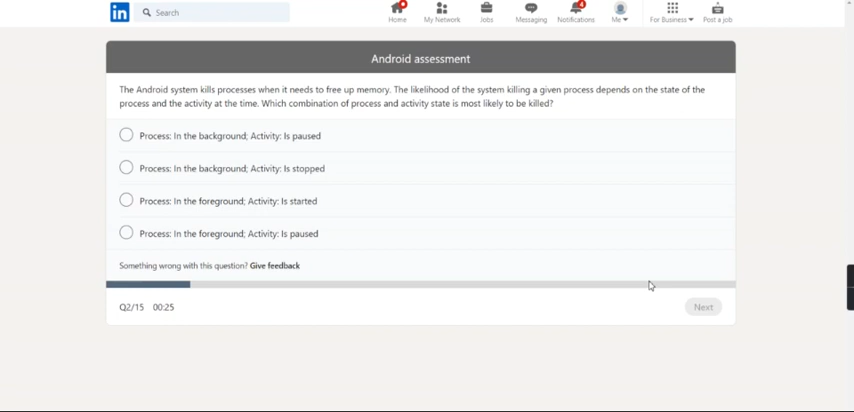 in
Search
4
Home
My Network
Jobs
Messaging
Notifications
Me
For Business
Post a job
Android assessment
The Android system kills processes when it needs to free up memory. The likelihood of the system killing a given process depends on the state of the
process and the activity at the time. Which combination of process and activity state is most likely to be killed?
Process: In the background; Activity: Is paused
Process: In the background; Activity: Is stopped
Process: In the foreground; Activity: Is started
Process: In the foreground; Activity: Is paused
Something wrong with this question? Give feedback
Q2/15 00:25
Next